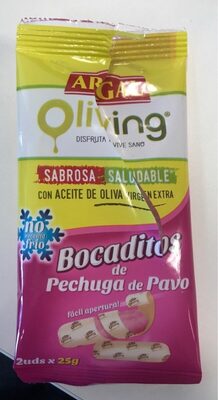 ARGAL
Oliving®
DISFRUTA
VIVE SANO
SABROSA SALUDABLE
CON ACEITE DE OLIVA VIRGEN EXTRA
no
frío
Bocaditos
de
Pechuga de Pavo
fácil apertura!
2uds x 25g